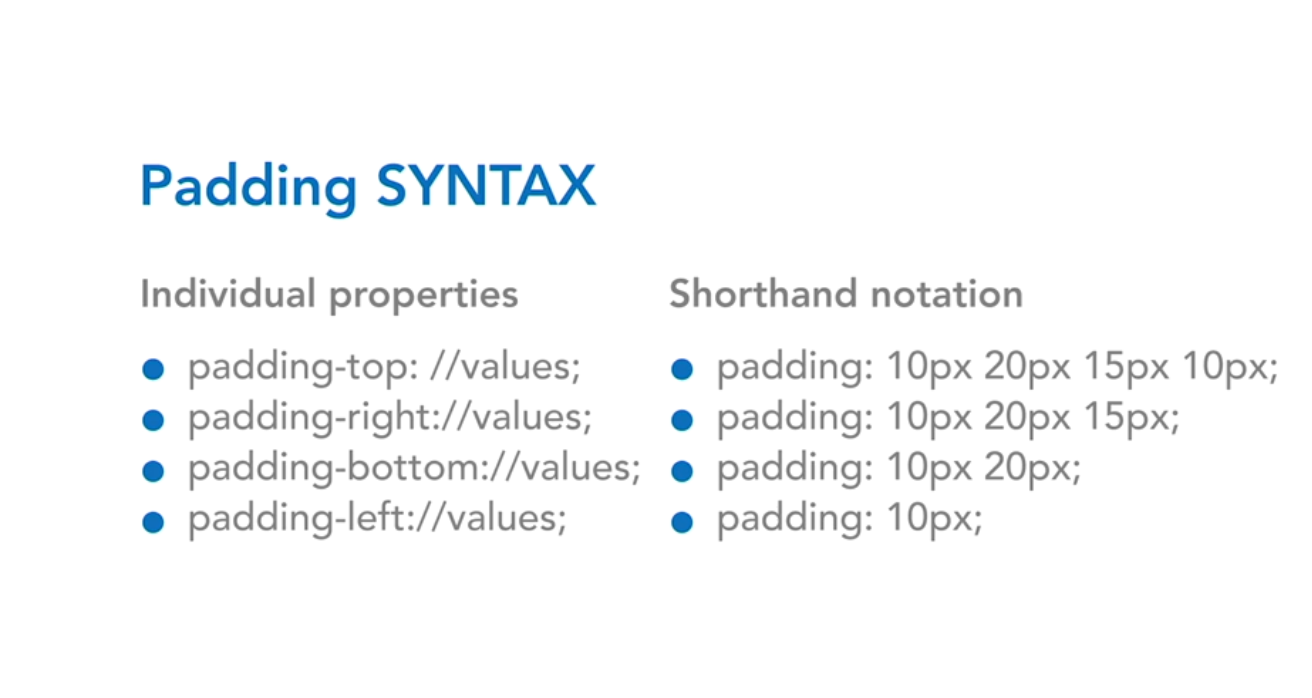 Padding SYNTAX
Individual properties
padding-top: //values;
padding-right://values;
padding-bottom://values;
padding-left://values;
Shorthand notation
padding: 10px 20px 15px 10px;
padding: 10px 20px 15px;
padding: 10px 20px;
padding: 10px;